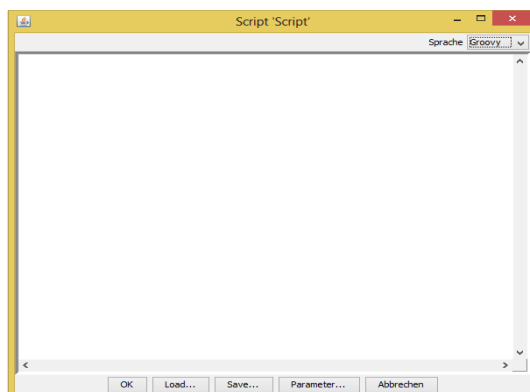 Script 'Script'
Sprache Groovy
OK Load... Save... Parameter... Abbrechen